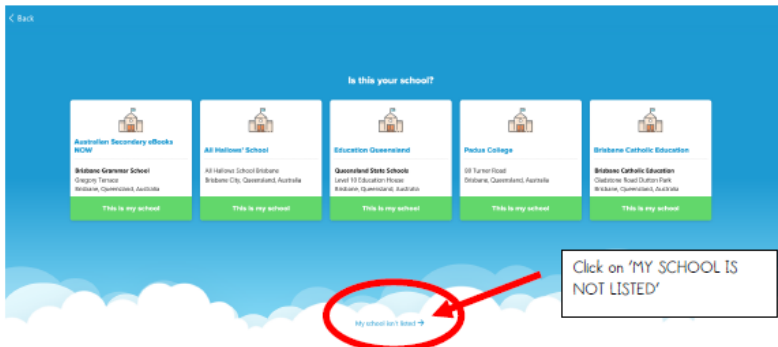 < Back
Is this your school?
Australian Secondary eBooks
NOW
Brisbane Grammar School
Gregory Terrace
Brisbane, Queensland, Australia
This is my school
All Hallows' School
All Hallows School Brisbane
Brisbane City, Queensland, Australia
This is my school
Education Queensland
Queensland State Schools
Level 10 Education House
Brisbane, Queensland, Australia
This is my school
Padua College
80 Turner Road
Brisbane, Queensland, Australia
This is my school
Brisbane Catholic Education
Brisbane Catholic Education
Gladstone Road Dutton Park
Brisbane, Queensland, Australia
This is my school
Click on 'MY SCHOOL IS
NOT LISTED'
My school isn't listed →